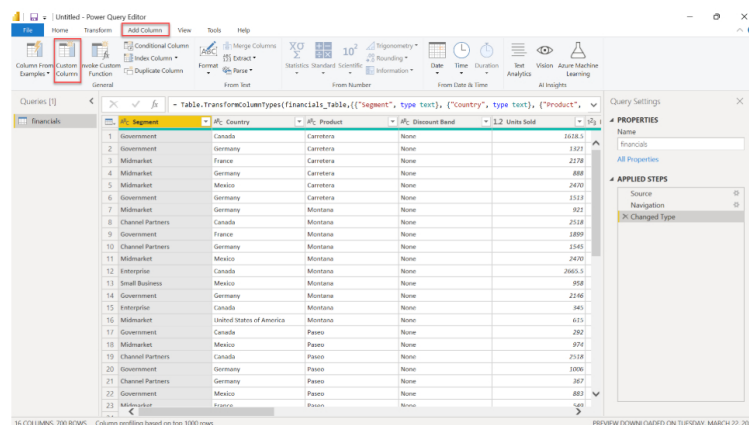 Untitled - Power Query Editor
File Home Transform Add Column View Tools Help
Column From Examples
Custom Column
Invoke Custom Function
Conditional Column
Index Column
Duplicate Column
General
Format
Merge Columns
Extract
Parse
From Text
Statistics Standard Scientific
Trigonometry
Rounding
Information
From Number
Date Time Duration
From Date & Time
Text Analytics
Vision
Azure Machine Learning
AI Insights
Queries [1]
financials
= Table.TransformColumnTypes(financials_Table,{{"Segment", type text}, {"Country", type text}, {"Product",
Segment Country Product Discount Band 1.2 Units Sold
1 Government Canada Carretera None 1618.5
2 Government Germany Carretera None 1321
3 Midmarket France Carretera None 2178
4 Midmarket Germany Carretera None 888
5 Midmarket Mexico Carretera None 2470
6 Government Germany Carretera None 1513
7 Midmarket Germany Montana None 921
8 Channel Partners Canada Montana None 2518
9 Government France Montana None 1899
10 Channel Partners Germany Montana None 1545
11 Midmarket Mexico Montana None 2470
12 Enterprise Canada Montana None 2665.5
13 Small Business Mexico Montana None 958
14 Government Germany Montana None 2146
15 Enterprise Canada Montana None 345
16 Midmarket United States of America Montana None 615
17 Government Canada Paseo None 292
18 Midmarket Mexico Paseo None 974
19 Channel Partners Canada Paseo None 2518
20 Government Germany Paseo None 1006
21 Channel Partners Germany Paseo None 367
22 Government Mexico Paseo None 883
23 Midmarket France Paseo None 549
Query Settings
PROPERTIES
Name
financials
All Properties
APPLIED STEPS
Source
Navigation
Changed Type
16 COLUMNS, 700 ROWS Column profiling based on top 1000 rows
PREVIEW DOWNLOADED ON TUESDAY, MARCH 22, 20